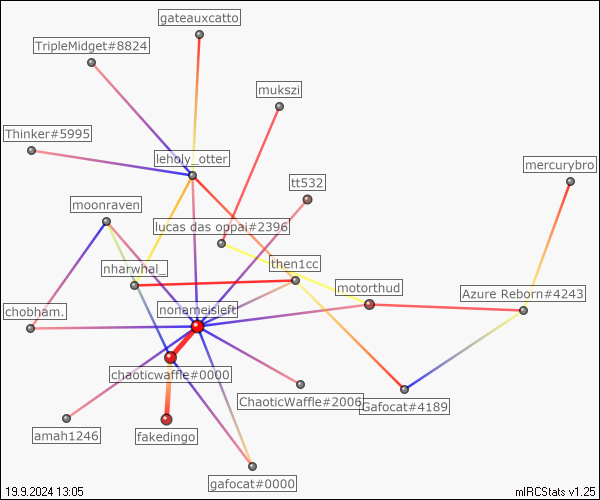 gateauxcatto
TripleMidget#8824
mukszi
Thinker#5995
leholy_otter
mercurybro
tt532
moonraven
lucas das oppai#2396
nharwhal_
then1cc
motorthud
Azure Reborn#4243
chobham.
nonameisleft
chaoticwaffle#0000
ChaoticWaffle#2006
Gafocat#4189
amah1246
fakedingo
gafocat#0000
19.9.2024 13:05
mIRCStats v1.25